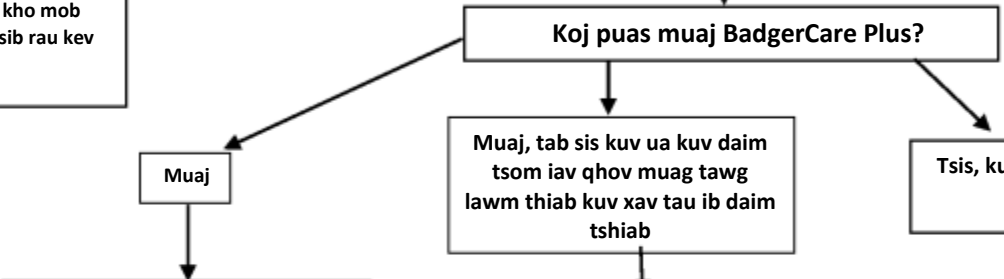 kho mob
sib rau kev
Koj puas muaj BadgerCare Plus?
Muaj
Muaj, tab sis kuv ua kuv daim
tsom iav qhov muag tawg
lawm thiab kuv xav tau ib daim
tshiab
Tsis,